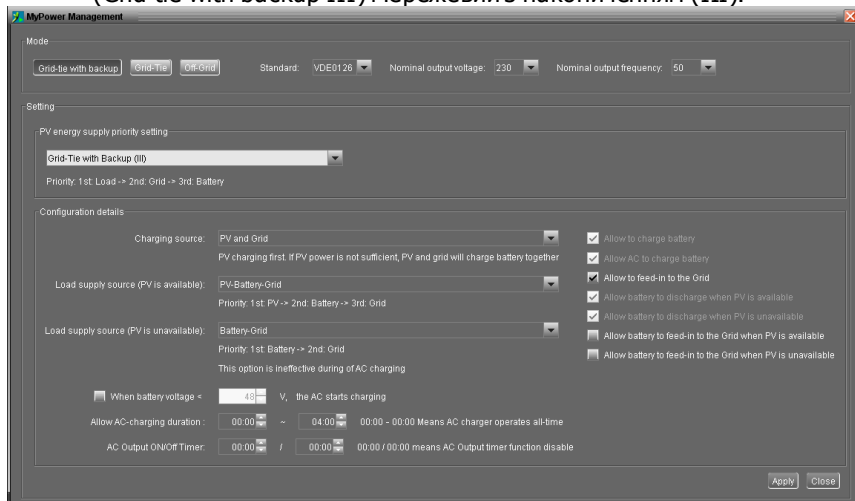 (Grid-tie with backup III) Мережевить накопиченням (III).
MyPower Management
Mode
Grid-tie with backup Grid-Tie Off-Grid Standard: VDE0126 Nominal output voltage: 230 Nominal output frequency: 50
Setting
PV energy supply priority setting
Grid-Tie with Backup (III)
Priority: 1st: Load -> 2nd: Grid -> 3rd: Battery
Configuration details
Charging source: PV and Grid
PV charging first. If PV power is not sufficient, PV and grid will charge battery together
Load supply source (PV is available): PV-Battery-Grid
Priority: 1st: PV -> 2nd: Battery -> 3rd: Grid
Load supply source (PV is unavailable): Battery-Grid
Priority: 1st: Battery -> 2nd: Grid
This option is ineffective during of AC charging
When battery voltage < 48 V, the AC starts charging
Allow AC-charging duration : 00:00 ~ 04:00 00:00 - 00:00 Means AC charger operates all-time
AC Output ON/Off Timer: 00:00 / 00:00 00:00 / 00:00 means AC Output timer function disable
Allow to charge battery
Allow AC to charge battery
Allow to feed-in to the Grid
Allow battery to discharge when PV is available
Allow battery to discharge when PV is unavailable
Allow battery to feed-in to the Grid when PV is available
Allow battery to feed-in to the Grid when PV is unavailable
Apply Close